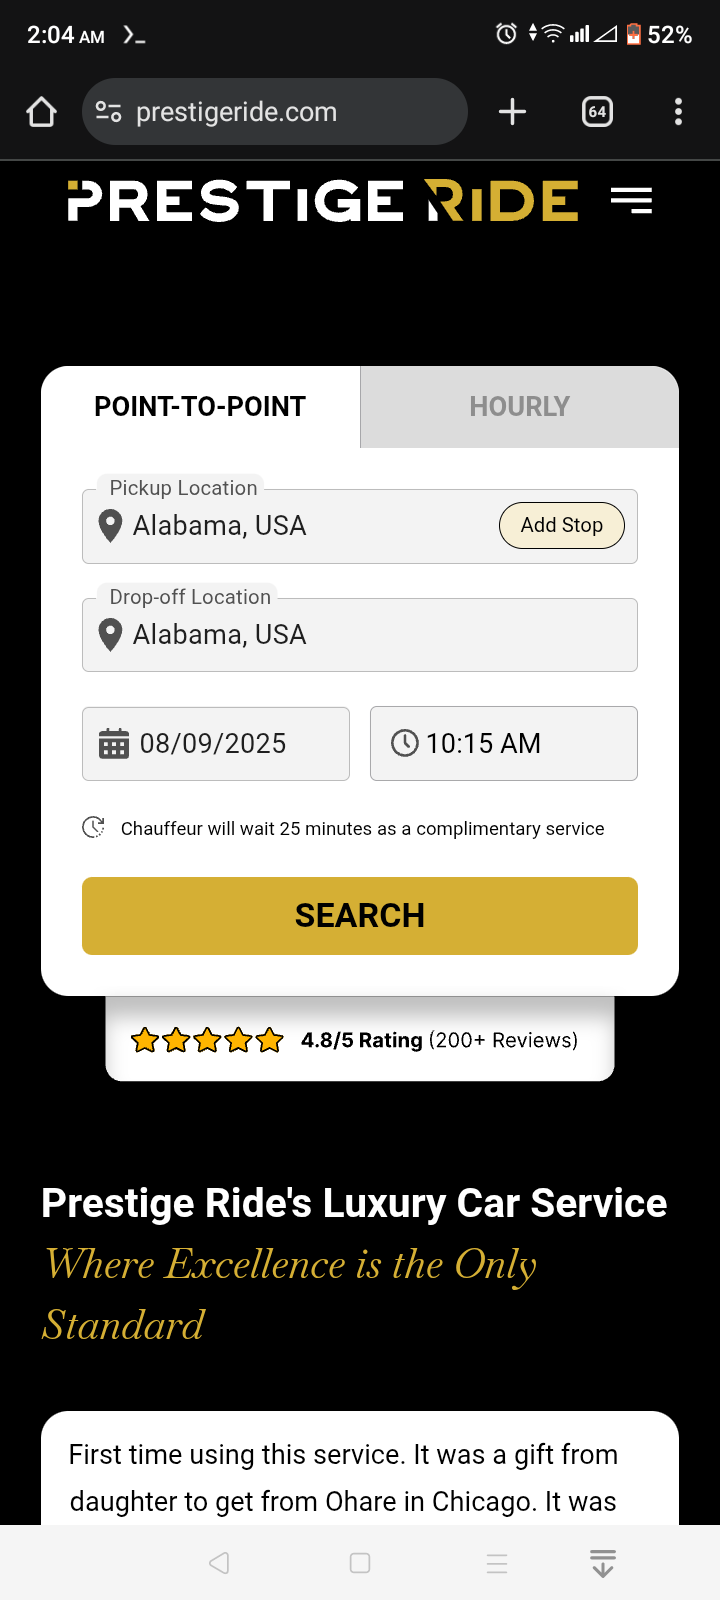 2:04 AM
52%
prestigeride.com
64
PRESTIGE RIDE
POINT-TO-POINT
HOURLY
Pickup Location
Alabama, USA
Add Stop
Drop-off Location
Alabama, USA
08/09/2025
10:15 AM
Chauffeur will wait 25 minutes as a complimentary service
SEARCH
4.8/5 Rating (200+ Reviews)
Prestige Ride's Luxury Car Service
Where Excellence is the Only
Standard
First time using this service. It was a gift from
daughter to get from Ohare in Chicago. It was